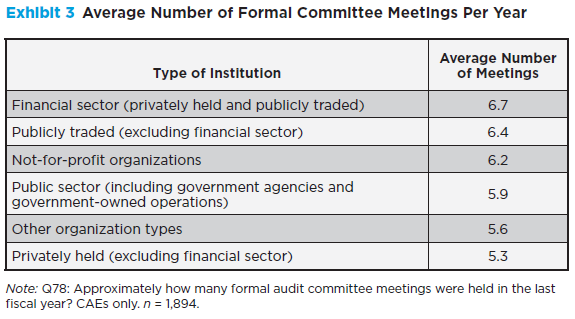 Exhibit 3 Average Number of Formal Committee Meetings Per Year
Type of Institution
Average Number
of Meetings
Financial sector (privately held and publicly traded) 6.7
Publicly traded (excluding financial sector) 6.4
Not-for-profit organizations 6.2
Public sector (including government agencies and
government-owned operations) 5.9
Other organization types 5.6
Privately held (excluding financial sector) 5.3
Note: Q78: Approximately how many formal audit committee meetings were held in the last
fiscal year? CAEs only. n = 1,894.